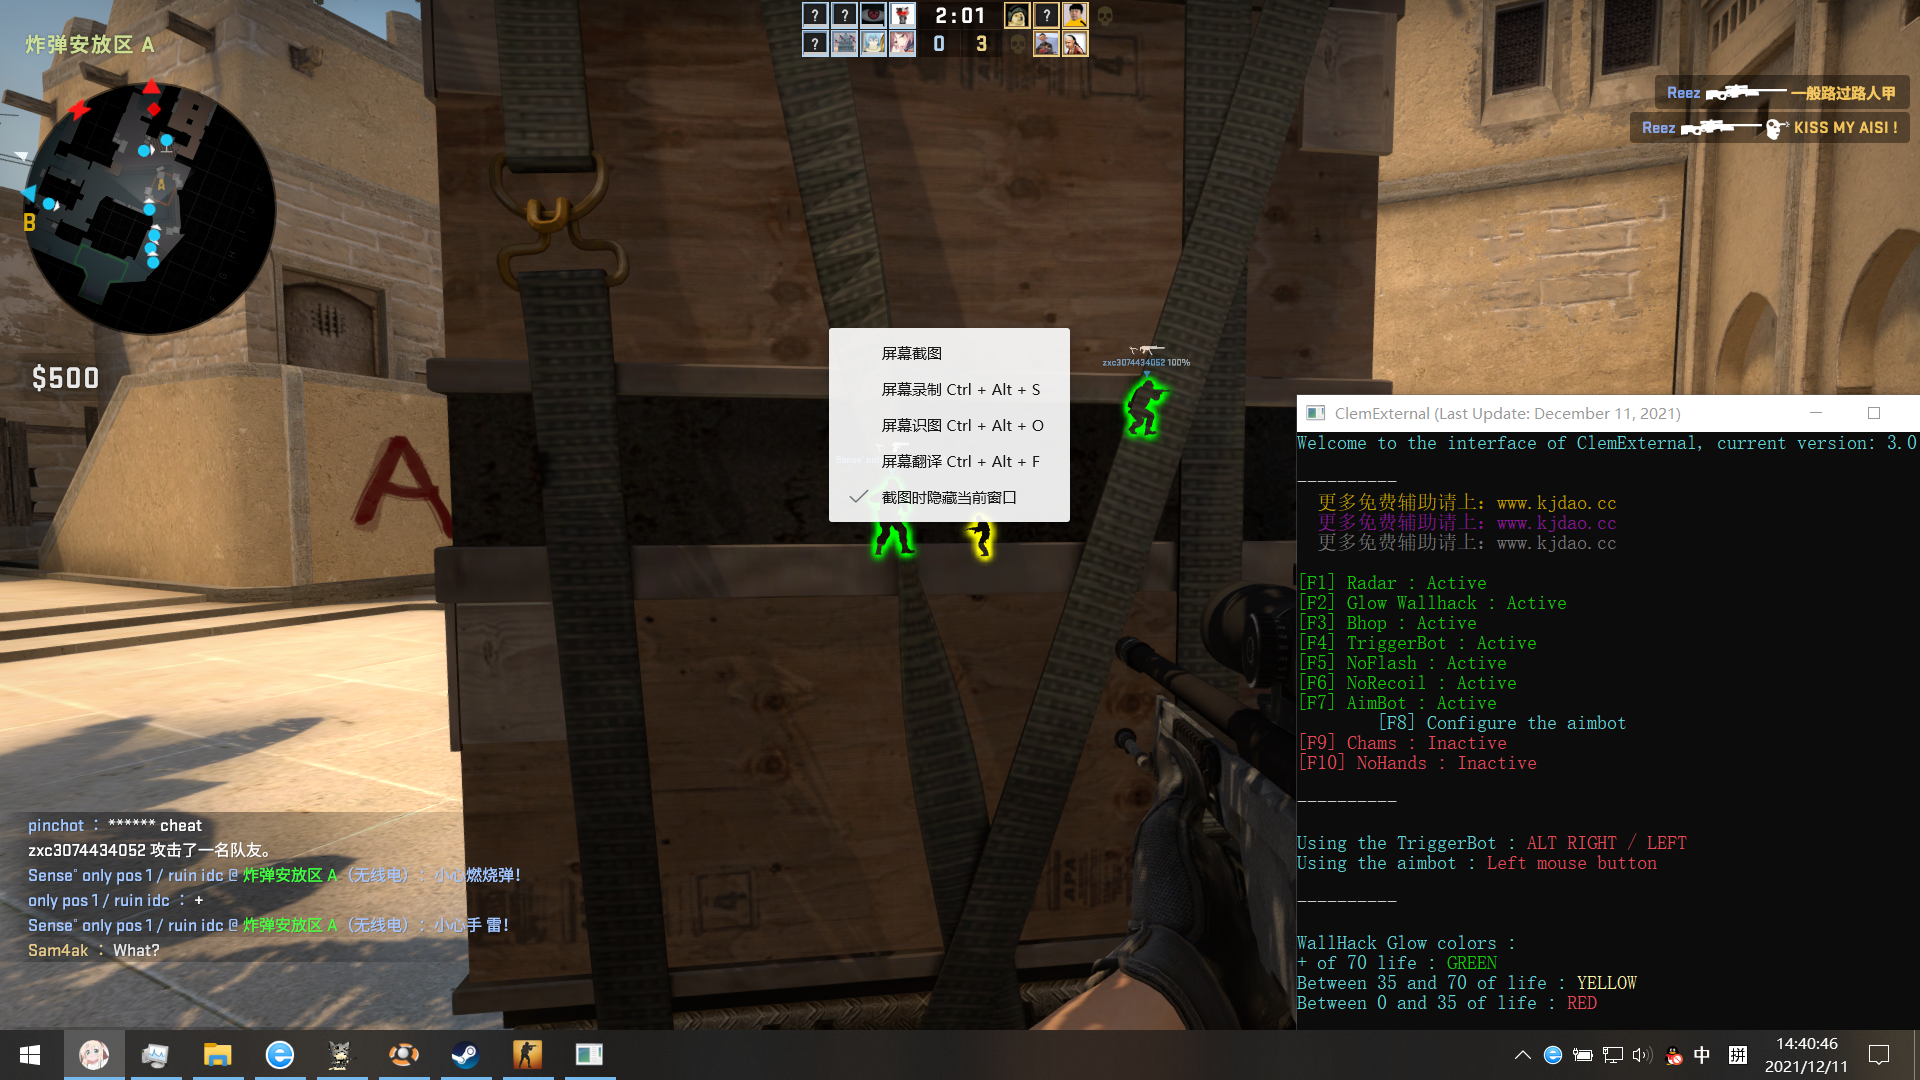 炸弹安放区 A
? ? 2:01 ?
? 0 3
Reez 一般路过路人甲
Reez KISS MY AISI !
A
B
$500
A
屏幕截图
屏幕录制 Ctrl + Alt + S
屏幕识图 Ctrl + Alt + O
屏幕翻译 Ctrl + Alt + F
截图时隐藏当前窗口
zxc3074434052 100%
ClemExternal (Last Update: December 11, 2021)
Welcome to the interface of ClemExternal, current version: 3.0
----------
更多免费辅助请上: www.kjdao.cc
更多免费辅助请上: www.kjdao.cc
更多免费辅助请上: www.kjdao.cc
[F1] Radar : Active
[F2] Glow Wallhack : Active
[F3] Bhop : Active
[F4] TriggerBot : Active
[F5] NoFlash : Active
[F6] NoRecoil : Active
[F7] AimBot : Active
[F8] Configure the aimbot
[F9] Chams : Inactive
[F10] NoHands : Inactive
----------
Using the TriggerBot : ALT RIGHT / LEFT
Using the aimbot : Left mouse button
----------
WallHack Glow colors :
+ of 70 life : GREEN
Between 35 and 70 of life : YELLOW
Between 0 and 35 of life : RED
pinchot : ****** cheat
zxc3074434052 攻击了一名队友。
Sense° only pos 1 / ruin idc @ 炸弹安放区 A（无线电）: 小心燃烧弹!
only pos 1 / ruin idc : +
Sense° only pos 1 / ruin idc @ 炸弹安放区 A（无线电）: 小心手 雷!
Sam4ak : What?
中 拼
14:40:46
2021/12/11